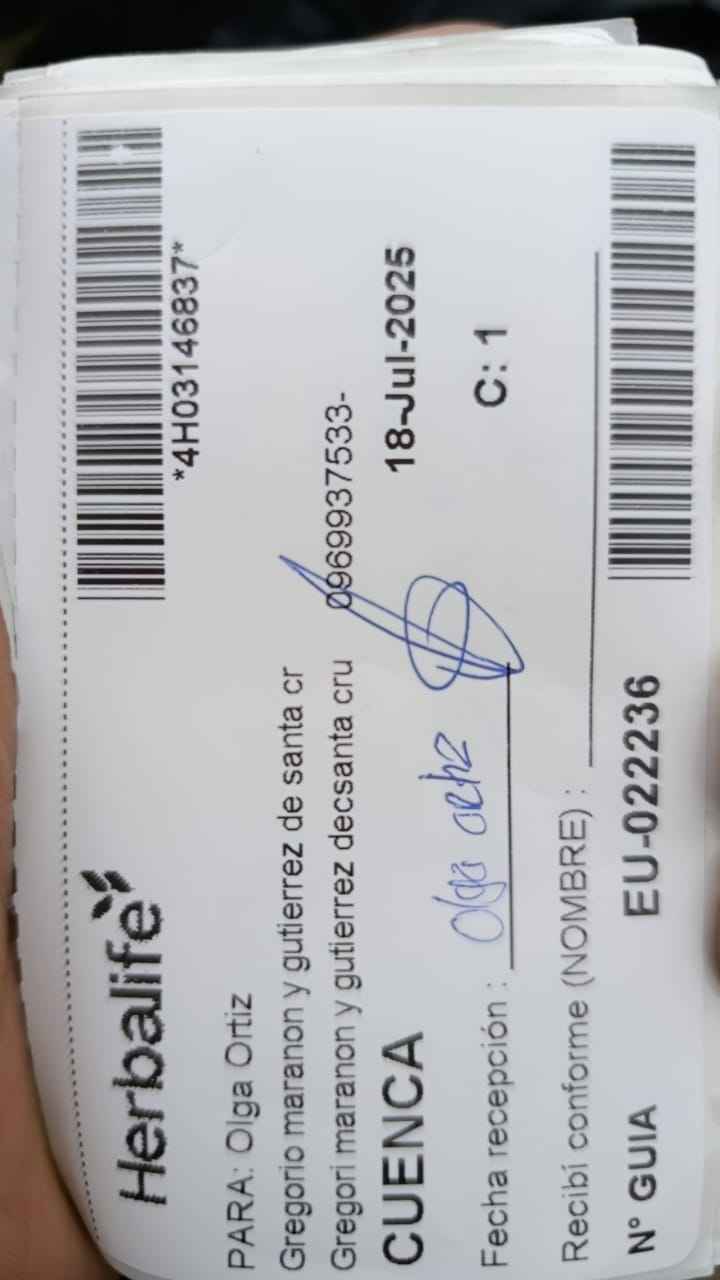 Herbalife
*4H03146837*
PARA: Olga Ortiz
Gregorio maranon y gutierrez de santa cr
Gregori maranon y gutierrez decsanta cru 0969937533-
CUENCA 18-Jul-2025
Fecha recepción : Olga Ortiz C: 1
Recibí conforme (NOMBRE) :
N° GUIA EU-022236